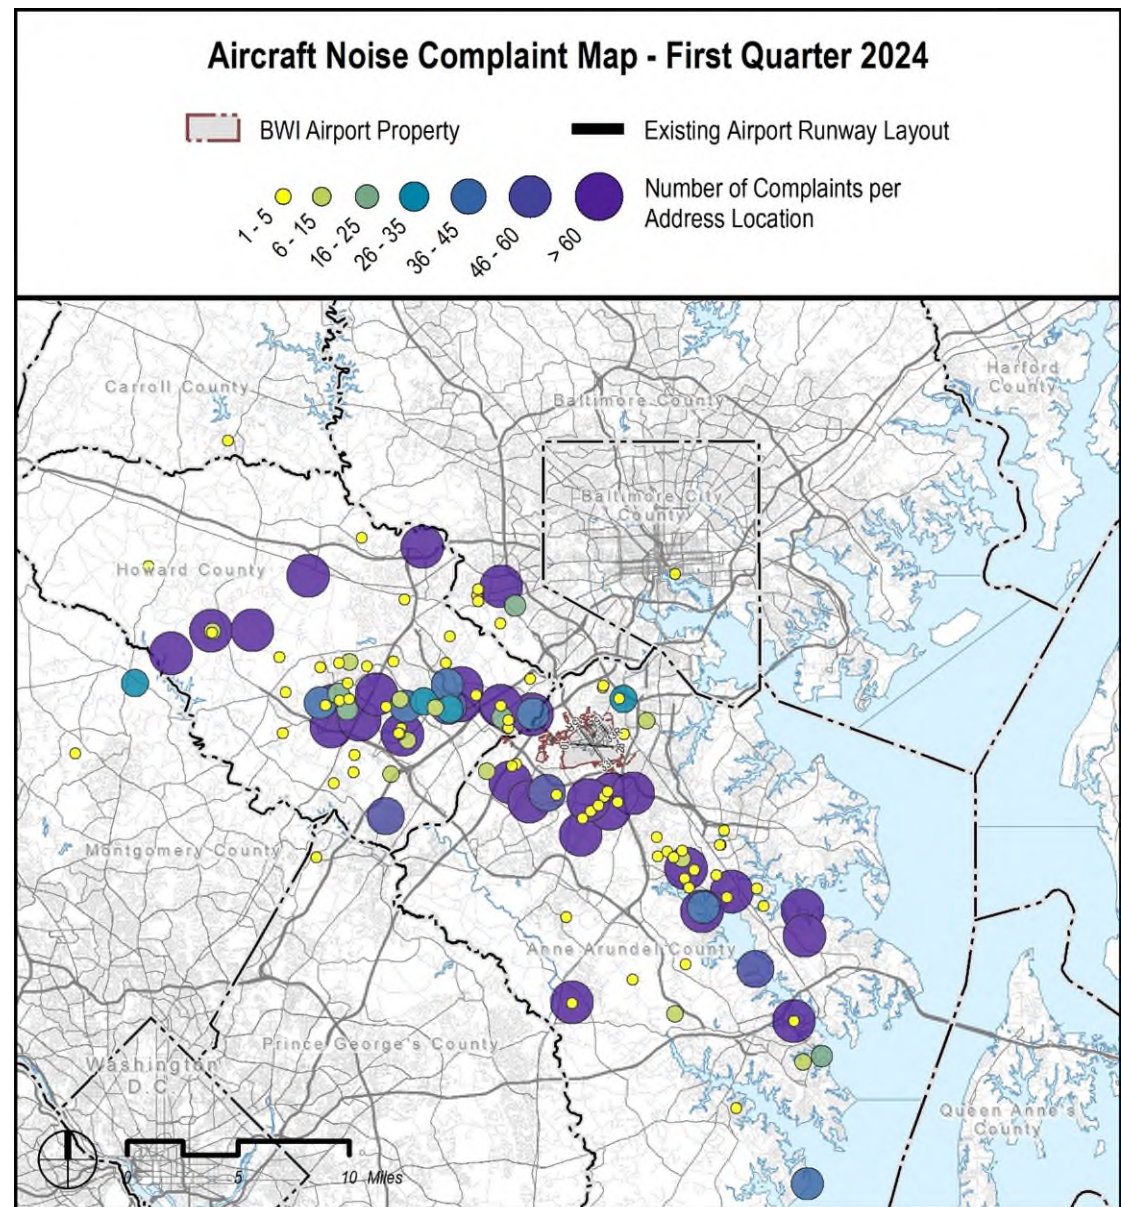 Aircraft Noise Complaint Map - First Quarter 2024
BWI Airport Property
Existing Airport Runway Layout
1 - 5
6 - 15
16 - 25
26 - 35
36 - 45
46 - 60
> 60
Number of Complaints per
Address Location
Harford
County
Carroll County
Baltimore County
Baltimore City
County
Howard County
Montgomery County
Anne Arundel County
Prince George's County
Washington
D.C.
Queen Anne's
County
0
5
10 Miles